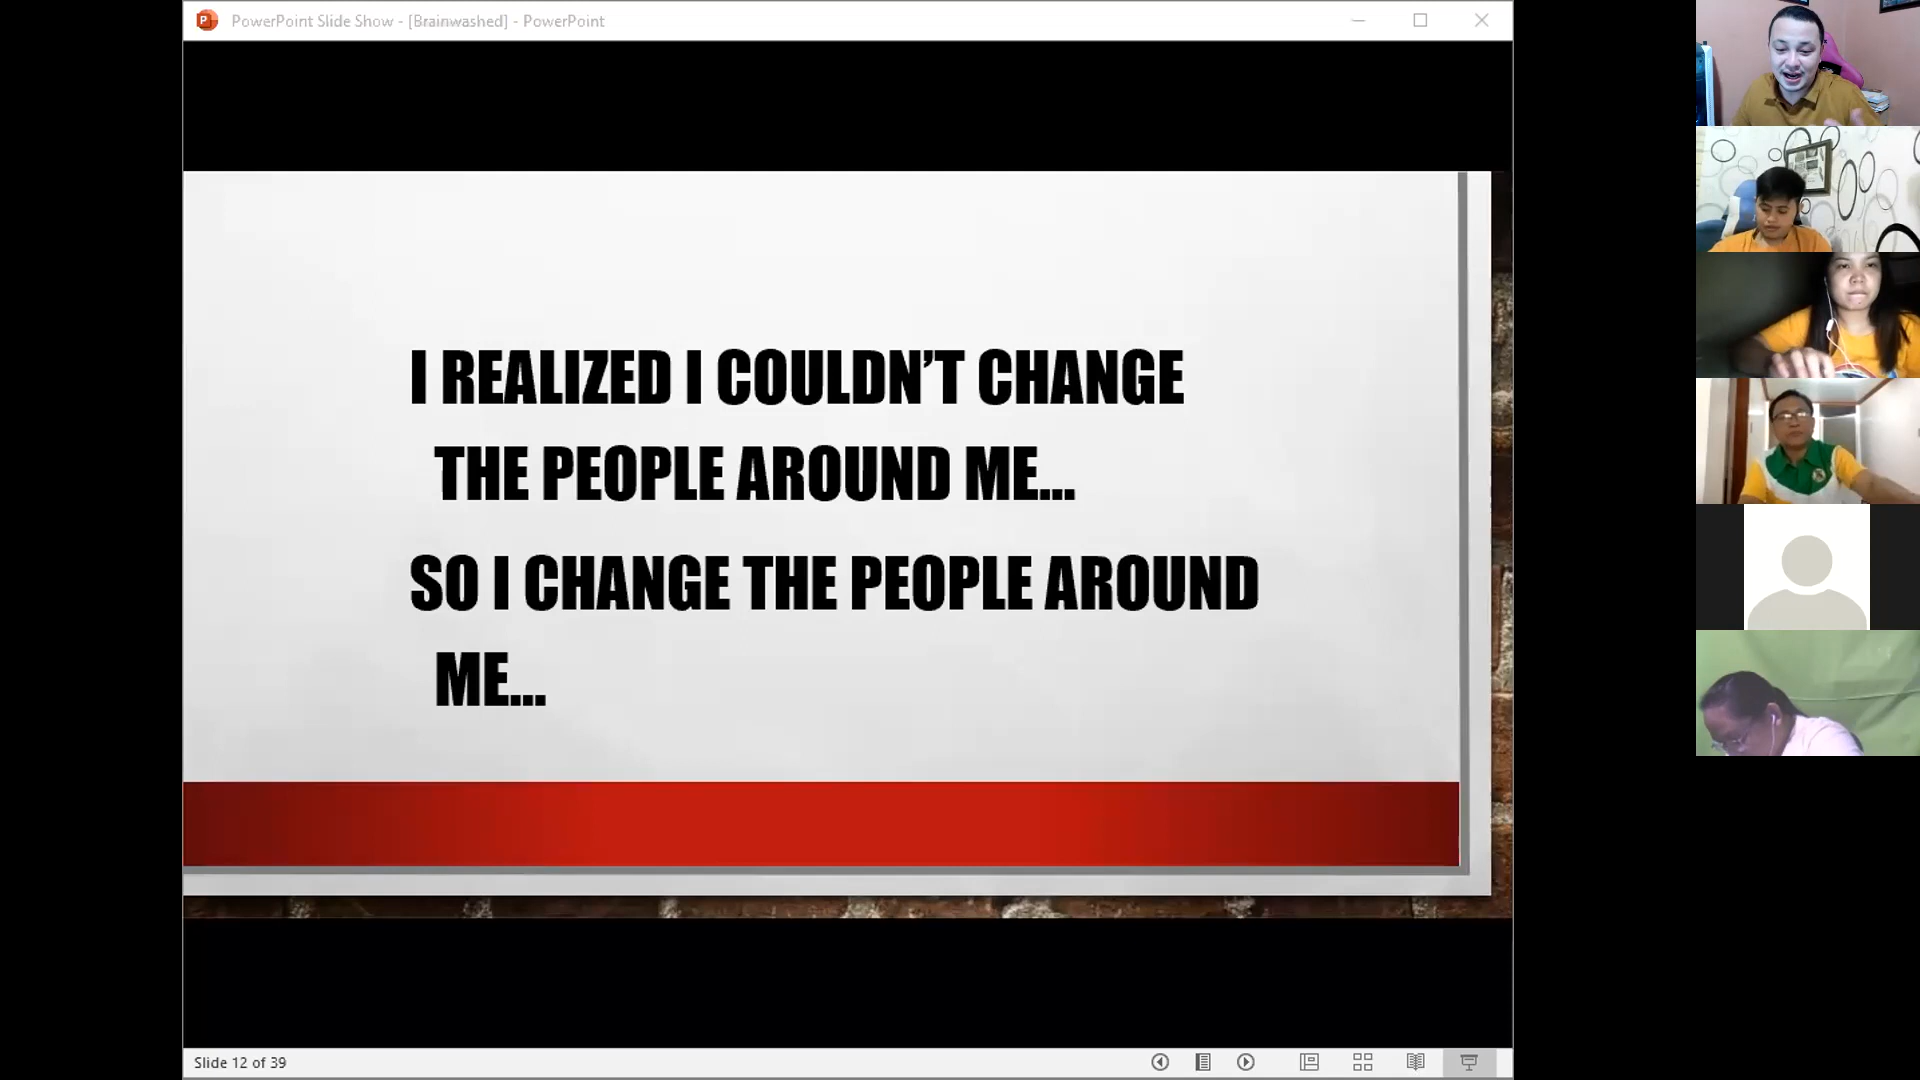 PowerPoint Slide Show - [Brainwashed] - PowerPoint
I REALIZED I COULDN’T CHANGE
THE PEOPLE AROUND ME...
SO I CHANGE THE PEOPLE AROUND
ME...
Slide 12 of 39